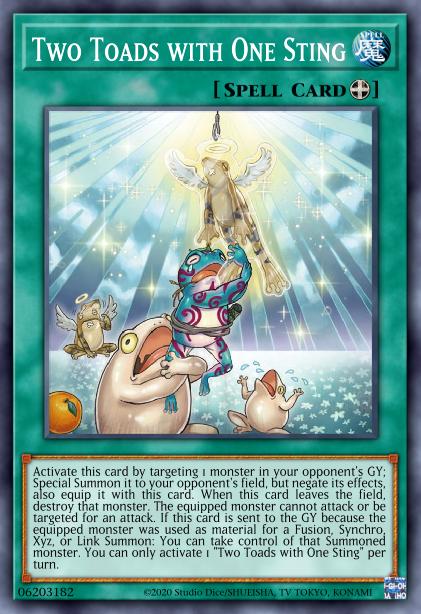 TWO TOADS WITH ONE STING
SPELL
魔
[SPELL CARD]
Activate this card by targeting 1 monster in your opponent's GY;
Special Summon it to your opponent's field, but negate its effects,
also equip it with this card. When this card leaves the field,
destroy that monster. The equipped monster cannot attack or be
targeted for an attack. If this card is sent to the GY because the
equipped monster was used as material for a Fusion, Synchro,
Xyz, or Link Summon: You can take control of that Summoned
monster. You can only activate 1 "Two Toads with One Sting" per
turn.
06203182
©2020 Studio Dice/SHUEISHA, TV TOKYO, KONAMI